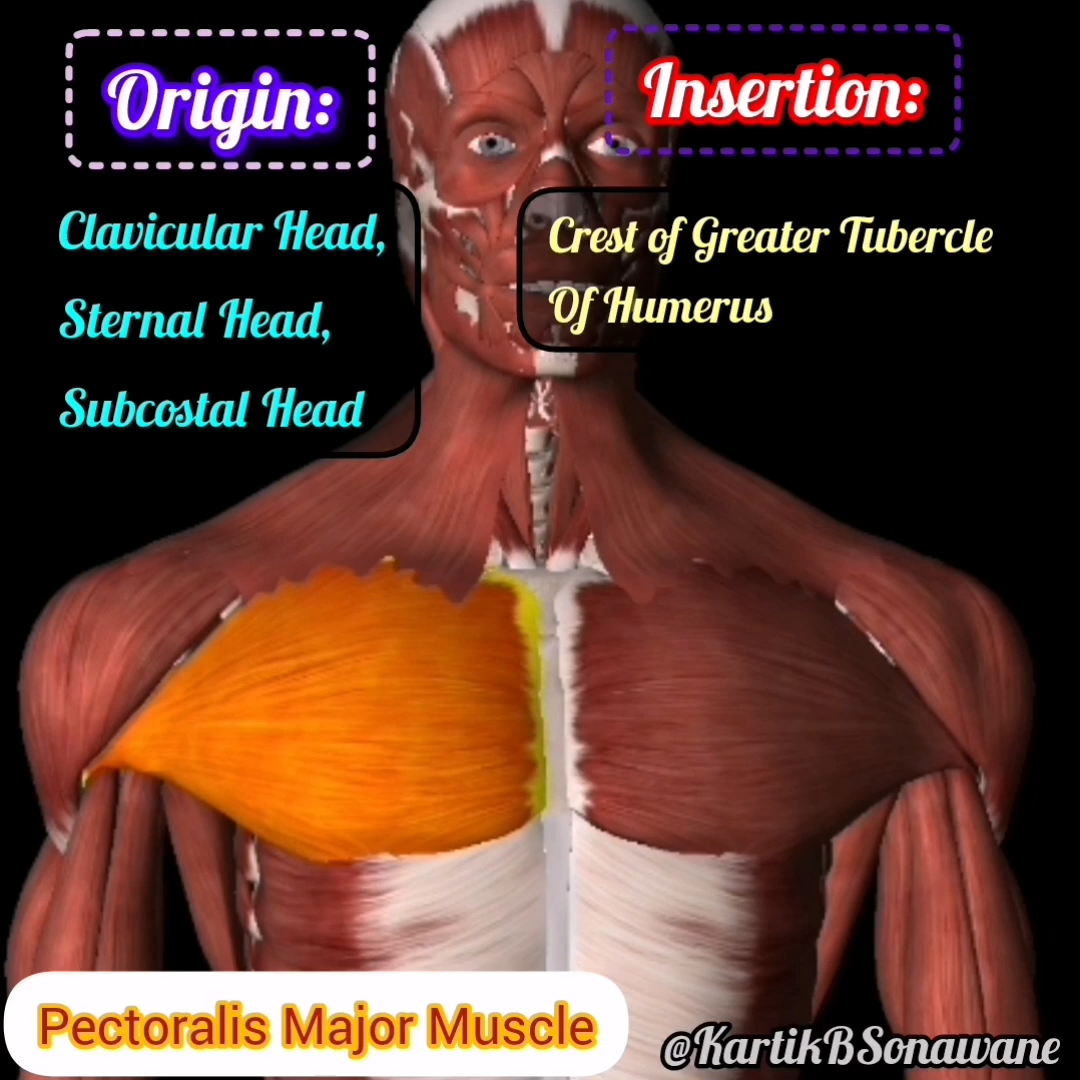 Origin:
Clavicular Head,
Sternal Head,
Subcostal Head
Insertion:
Crest of Greater Tubercle
Of Humerus
Pectoralis Major Muscle
@KartikBSonawane